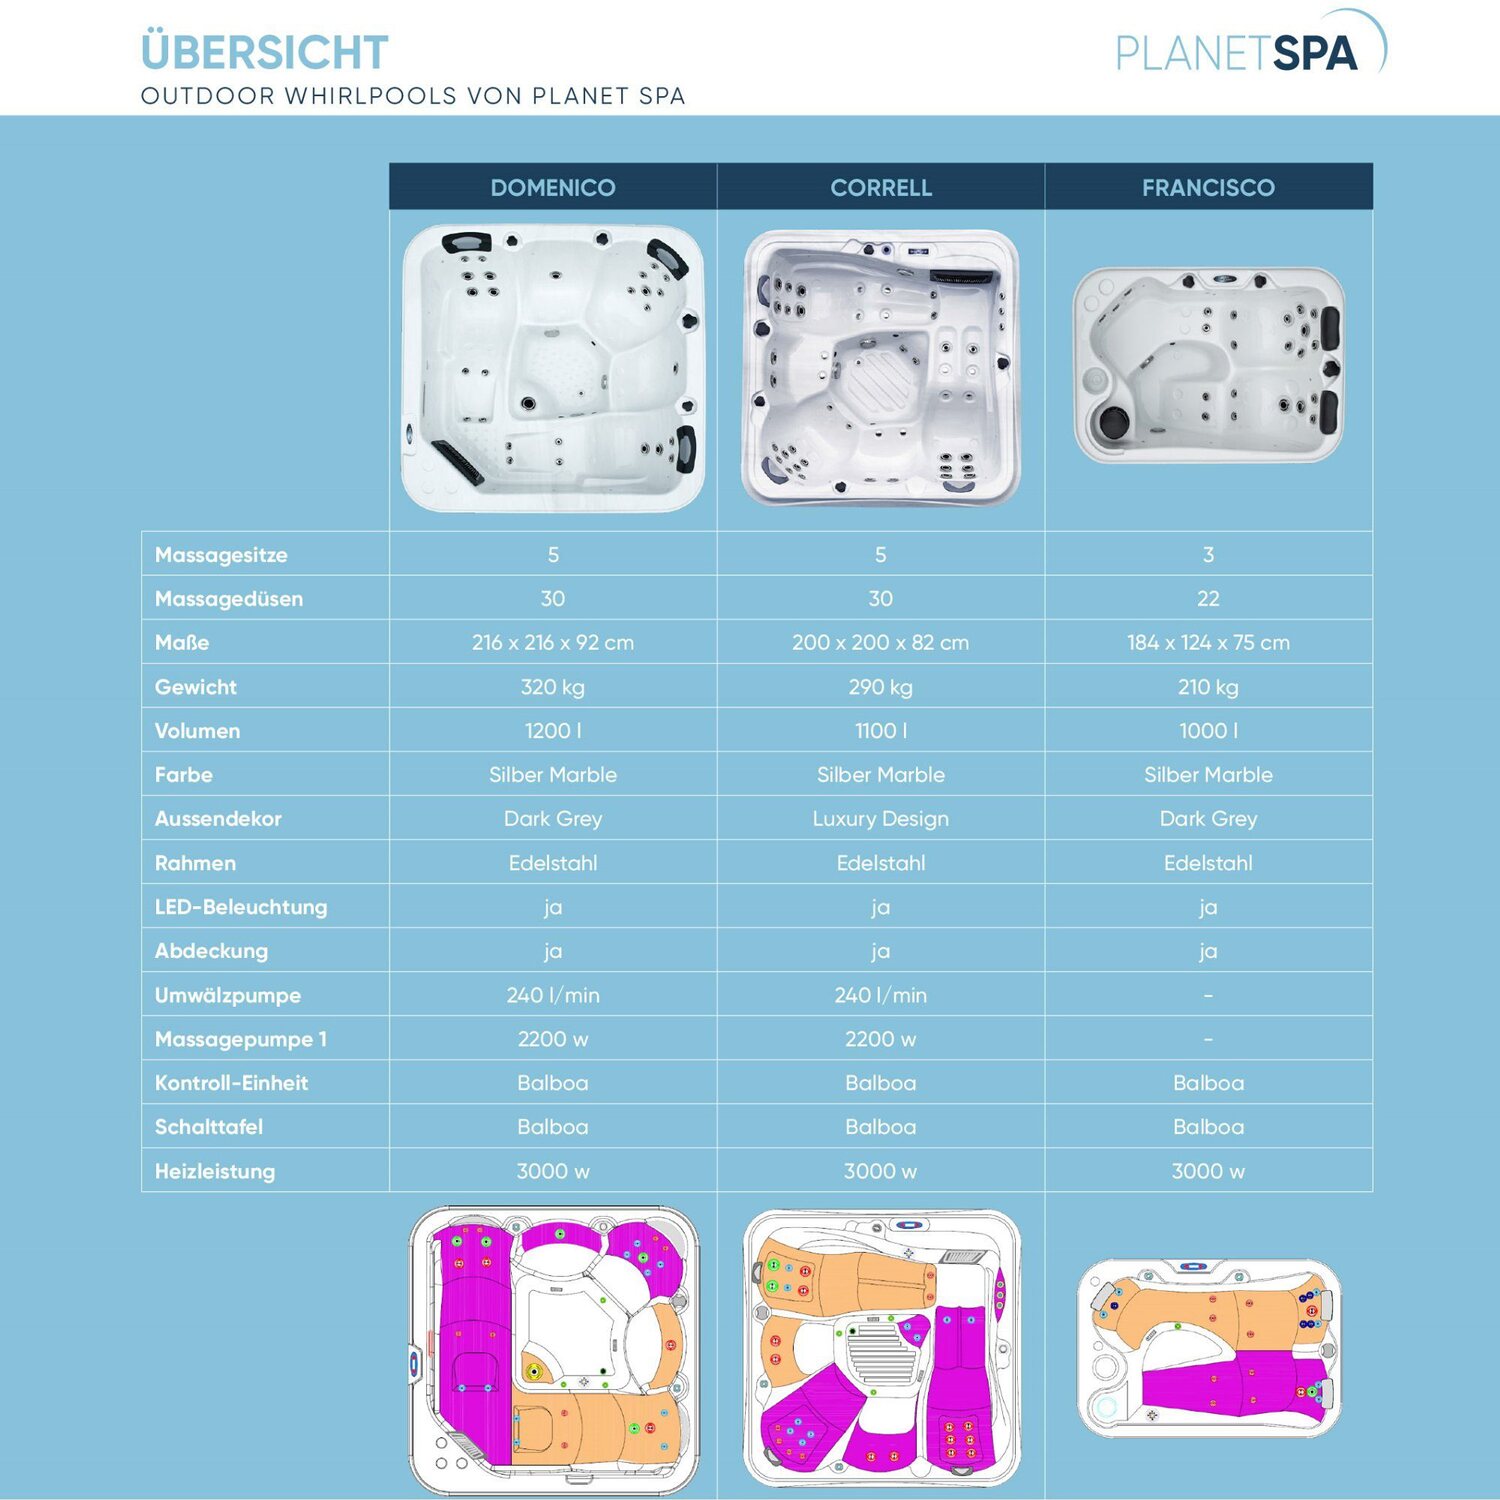 ÜBERSICHT
OUTDOOR WHIRLPOOLS VON PLANET SPA
PLANETSPA
DOMENICO CORRELL FRANCISCO
Massagesitze 5 5 3
Massagedüsen 30 30 22
Maße 216 x 216 x 92 cm 200 x 200 x 82 cm 184 x 124 x 75 cm
Gewicht 320 kg 290 kg 210 kg
Volumen 1200 l 1100 l 1000 l
Farbe Silber Marble Silber Marble Silber Marble
Aussendekor Dark Grey Luxury Design Dark Grey
Rahmen Edelstahl Edelstahl Edelstahl
LED-Beleuchtung ja ja ja
Abdeckung ja ja ja
Umwälzpumpe 240 l/min 240 l/min -
Massagepumpe 1 2200 w 2200 w -
Kontroll-Einheit Balboa Balboa Balboa
Schalttafel Balboa Balboa Balboa
Heizleistung 3000 w 3000 w 3000 w